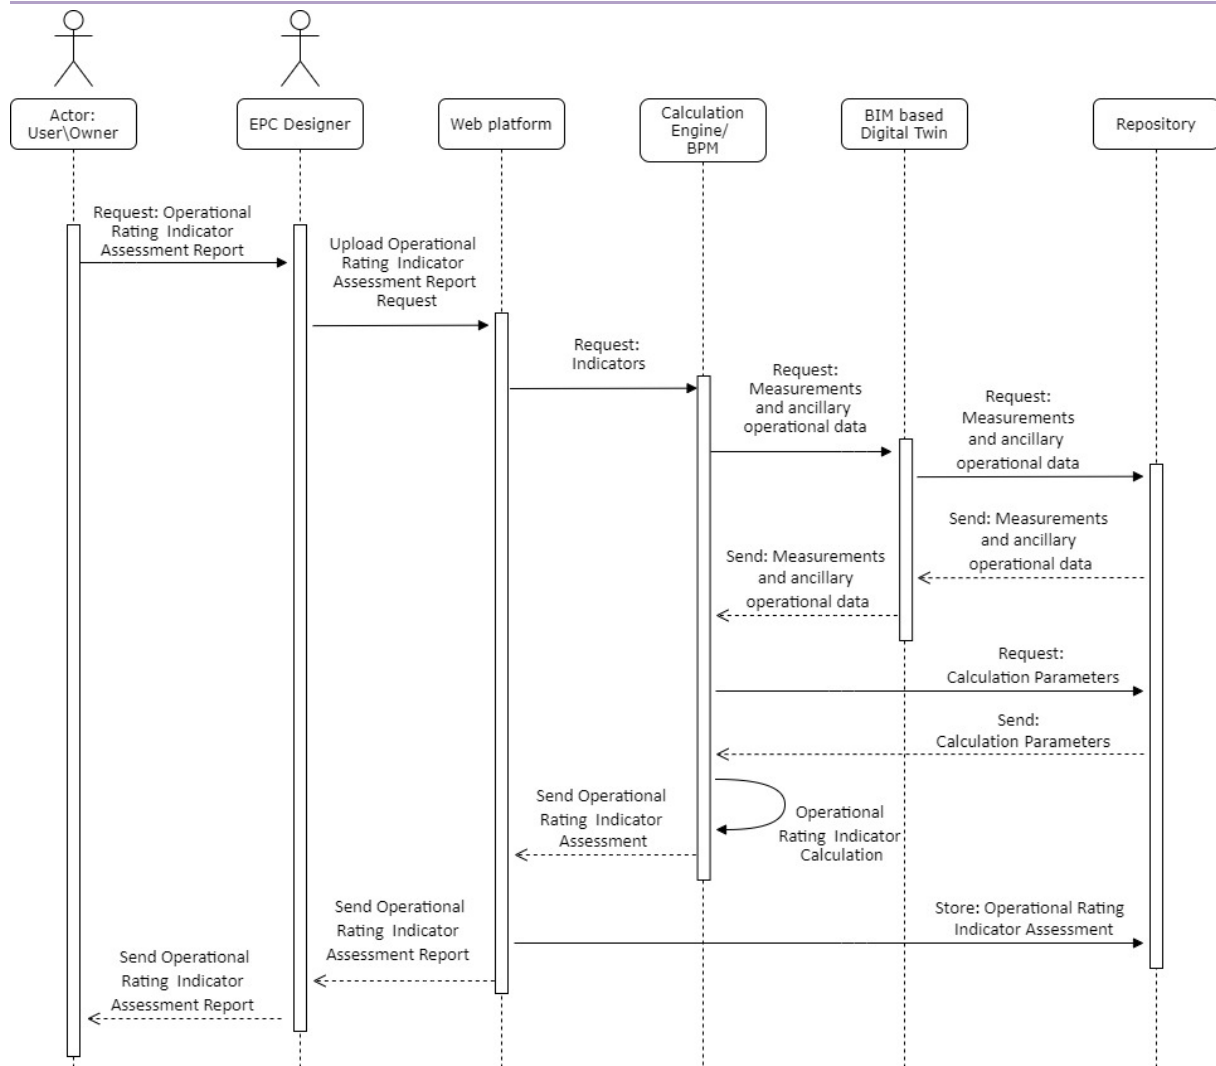 Actor:
User\Owner
EPC Designer
Web platform
Calculation
Engine/
BPM
BIM based
Digital Twin
Repository
Request: Operational
Rating Indicator
Assessment Report
Upload Operational
Rating Indicator
Assessment Report
Request
Request:
Indicators
Request:
Measurements
and ancillary
operational data
Request:
Measurements
and ancillary
operational data
Send: Measurements
and ancillary
operational data
Send: Measurements
and ancillary
operational data
Request:
Calculation Parameters
Send:
Calculation Parameters
Operational
Rating Indicator
Calculation
Send Operational
Rating Indicator
Assessment
Store: Operational Rating
Indicator Assessment
Send Operational
Rating Indicator
Assessment Report
Send Operational
Rating Indicator
Assessment Report